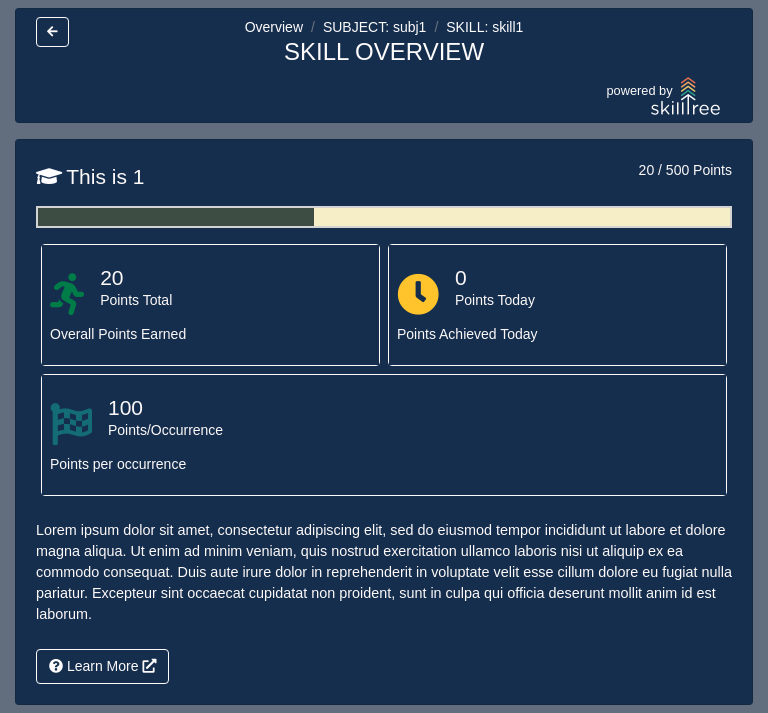 Overview / SUBJECT: subj1 / SKILL: skill1
SKILL OVERVIEW
powered by
skilltree
This is 1
20 / 500 Points
20
Points Total
Overall Points Earned
0
Points Today
Points Achieved Today
100
Points/Occurrence
Points per occurrence
Lorem ipsum dolor sit amet, consectetur adipiscing elit, sed do eiusmod tempor incididunt ut labore et dolore
magna aliqua. Ut enim ad minim veniam, quis nostrud exercitation ullamco laboris nisi ut aliquip ex ea
commodo consequat. Duis aute irure dolor in reprehenderit in voluptate velit esse cillum dolore eu fugiat nulla
pariatur. Excepteur sint occaecat cupidatat non proident, sunt in culpa qui officia deserunt mollit anim id est
laborum.
Learn More